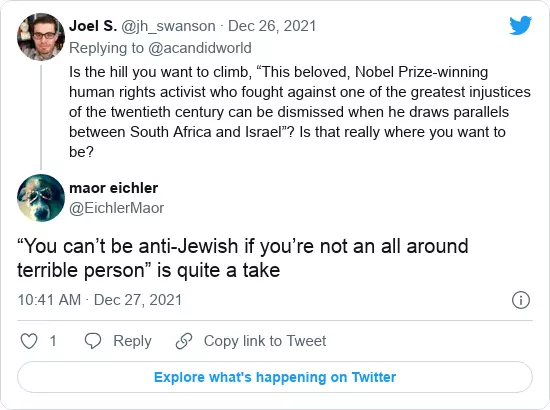 Joel S. @jh_swanson · Dec 26, 2021
Replying to @acandidworld
Is the hill you want to climb, “This beloved, Nobel Prize-winning
human rights activist who fought against one of the greatest injustices
of the twentieth century can be dismissed when he draws parallels
between South Africa and Israel”? Is that really where you want to
be?
maor eichler
@EichlerMaor
“You can’t be anti-Jewish if you’re not an all around
terrible person” is quite a take
10:41 AM · Dec 27, 2021
1 Reply Copy link to Tweet
Explore what's happening on Twitter